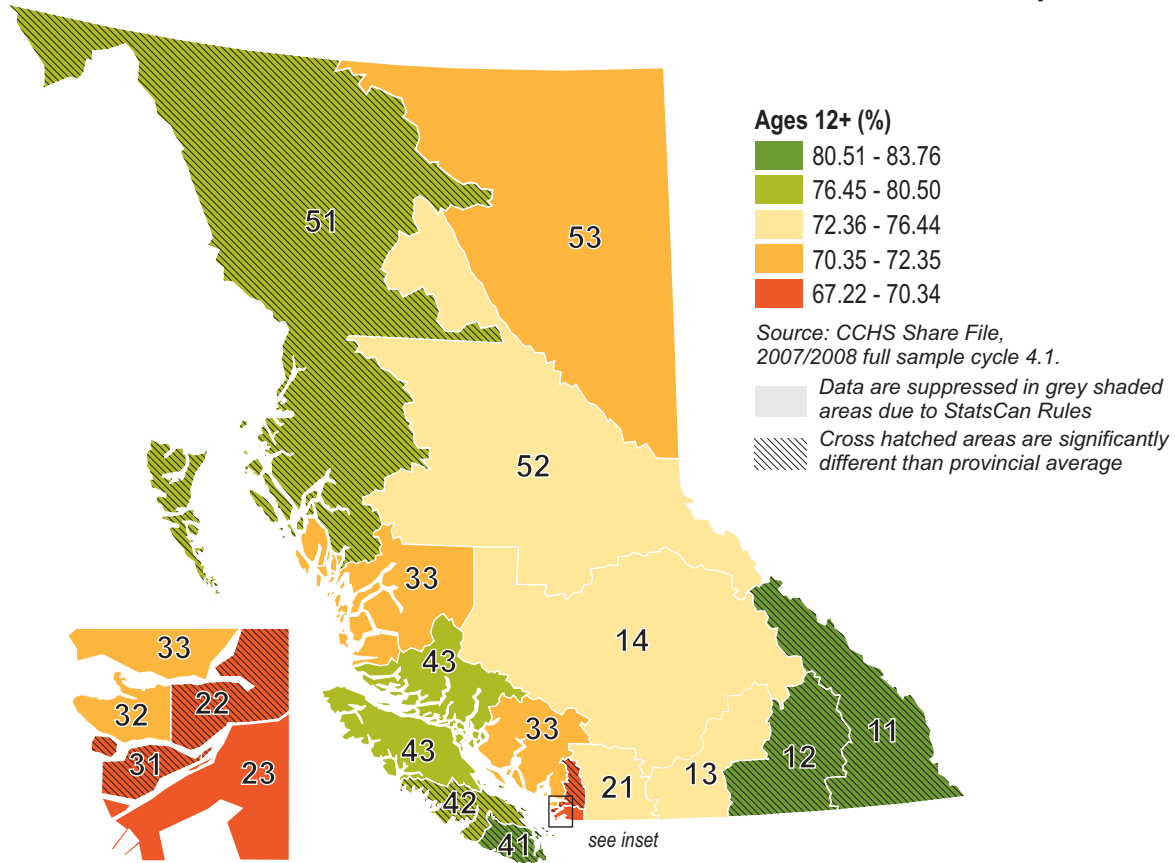 Ages 12+ (%)
80.51 - 83.76
76.45 - 80.50
72.36 - 76.44
70.35 - 72.35
67.22 - 70.34
Source: CCHS Share File,
2007/2008 full sample cycle 4.1.
Data are suppressed in grey shaded
areas due to StatsCan Rules
Cross hatched areas are significantly
different than provincial average
51
53
52
33
14
43
33
43
42
41
21
13
12
11
see inset
33
32
22
31
23